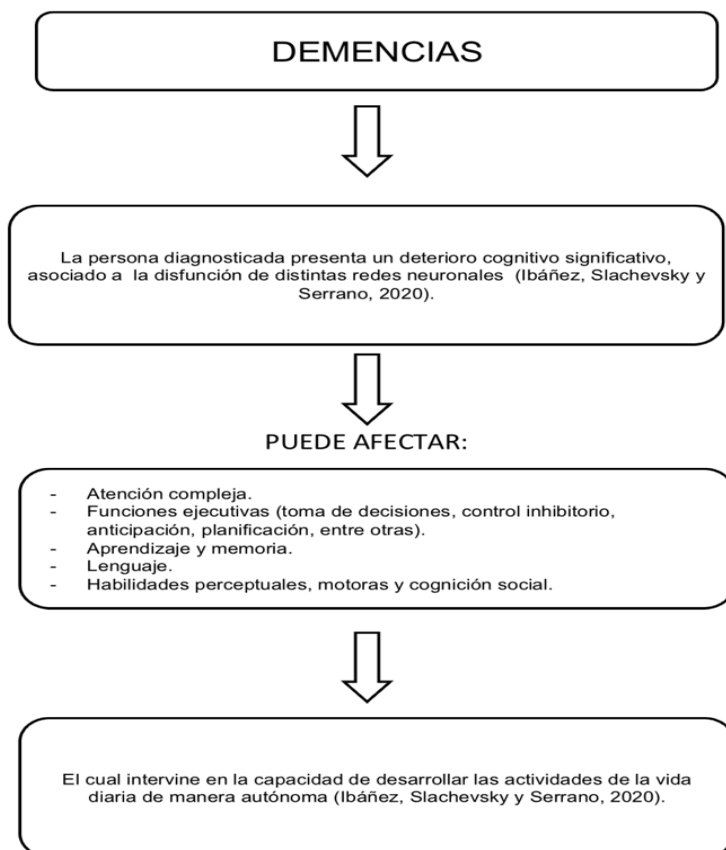 DEMENCIAS
La persona diagnosticada presenta un deterioro cognitivo significativo,
asociado a la disfunción de distintas redes neuronales (Ibáñez, Slachevsky y
Serrano, 2020).
PUEDE AFECTAR:
- Atención compleja.
- Funciones ejecutivas (toma de decisiones, control inhibitorio,
anticipación, planificación, entre otras).
- Aprendizaje y memoria.
- Lenguaje.
- Habilidades perceptuales, motoras y cognición social.
El cual intervine en la capacidad de desarrollar las actividades de la vida
diaria de manera autónoma (Ibáñez, Slachevsky y Serrano, 2020).